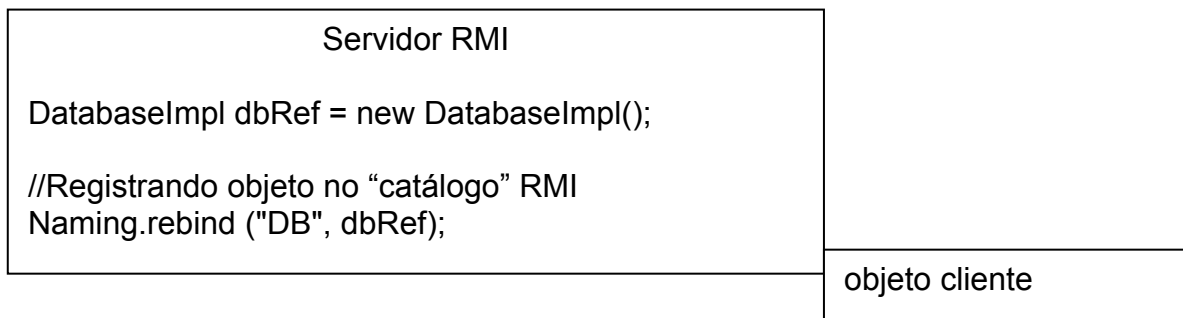 Servidor RMI
DatabaseImpl dbRef = new DatabaseImpl();
//Registrando objeto no “catálogo” RMI
Naming.rebind ("DB", dbRef);
objeto cliente